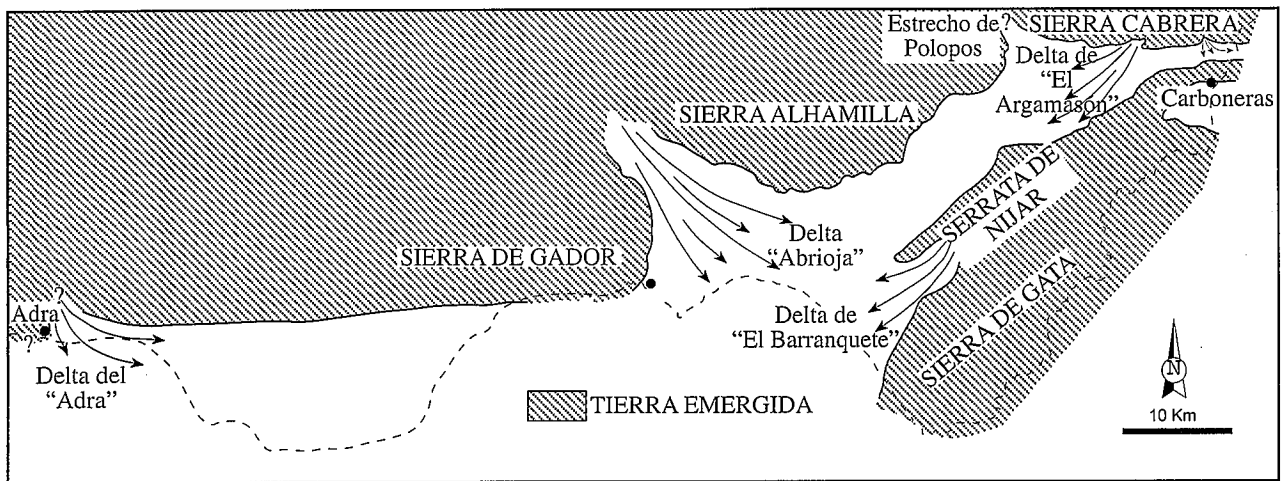 Estrecho de ?
Polopos
SIERRA CABRERA
Delta de
“El
Argamason”
Carboneras
SIERRA ALHAMILLA
SERRATA DE
NIJAR
Delta
“Abrioja”
SIERRA DE GADOR
SIERRA DE GATA
?
Adra
?
Delta de
“El Barranquete”
Delta del
“Adra”
TIERRA EMERGIDA
N
10 Km